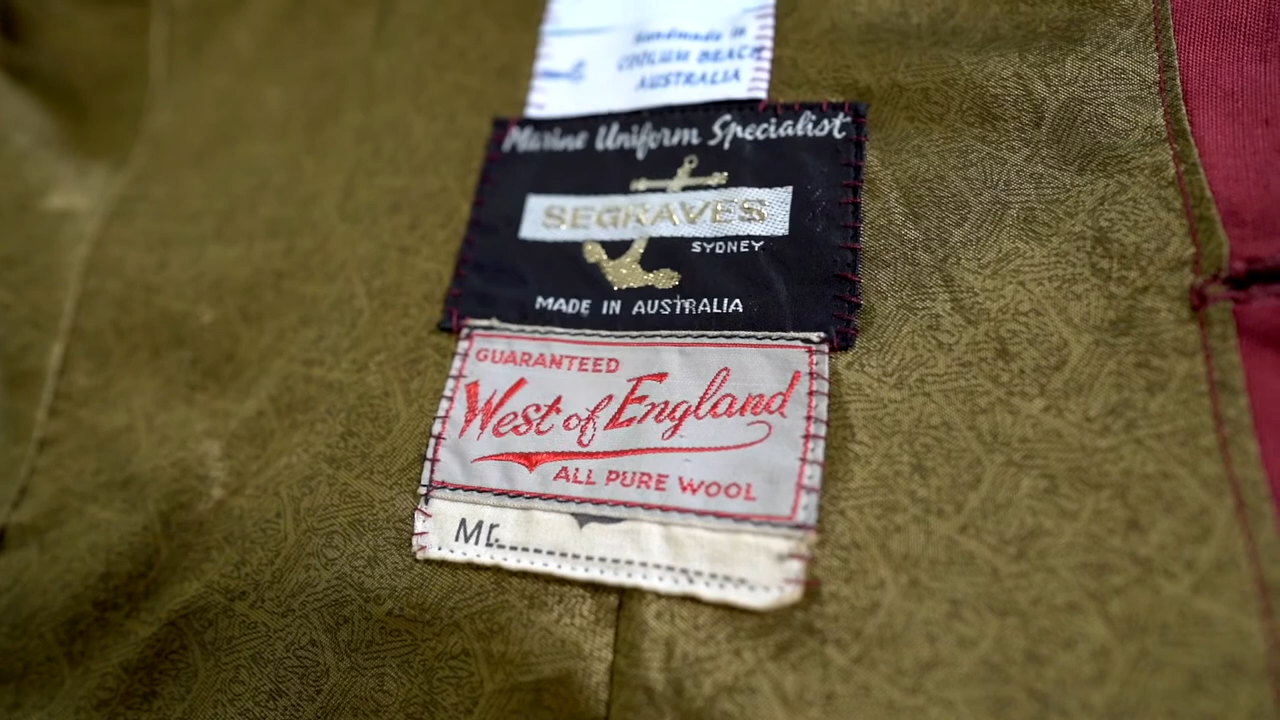 Handmade in
COOLUM BEACH
AUSTRALIA
Marine Uniform Specialist
SEGRAVES
SYDNEY
MADE IN AUSTRALIA
GUARANTEED
West of England
ALL PURE WOOL
Mr.